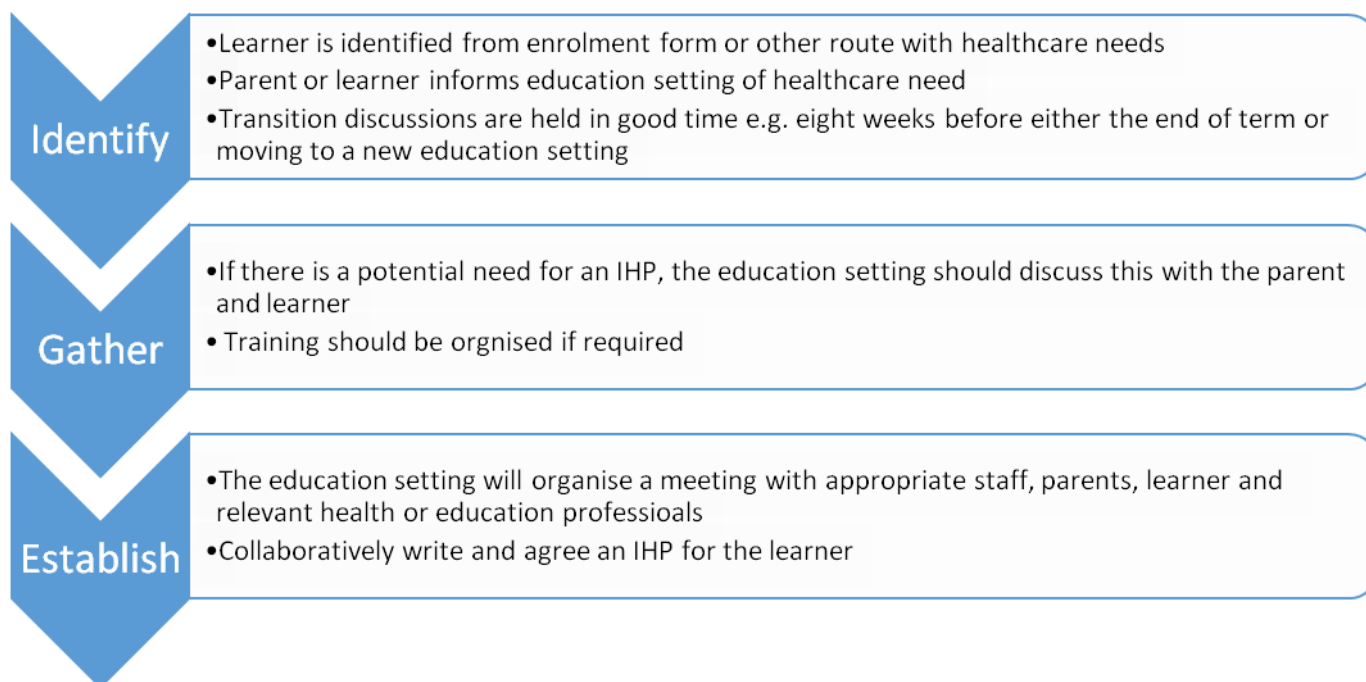 Identify
•Learner is identified from enrolment form or other route with healthcare needs
•Parent or learner informs education setting of healthcare need
•Transition discussions are held in good time e.g. eight weeks before either the end of term or
moving to a new education setting
Gather
•If there is a potential need for an IHP, the education setting should discuss this with the parent
and learner
• Training should be orgnised if required
Establish
•The education setting will organise a meeting with appropriate staff, parents, learner and
relevant health or education professioals
•Collaboratively write and agree an IHP for the learner